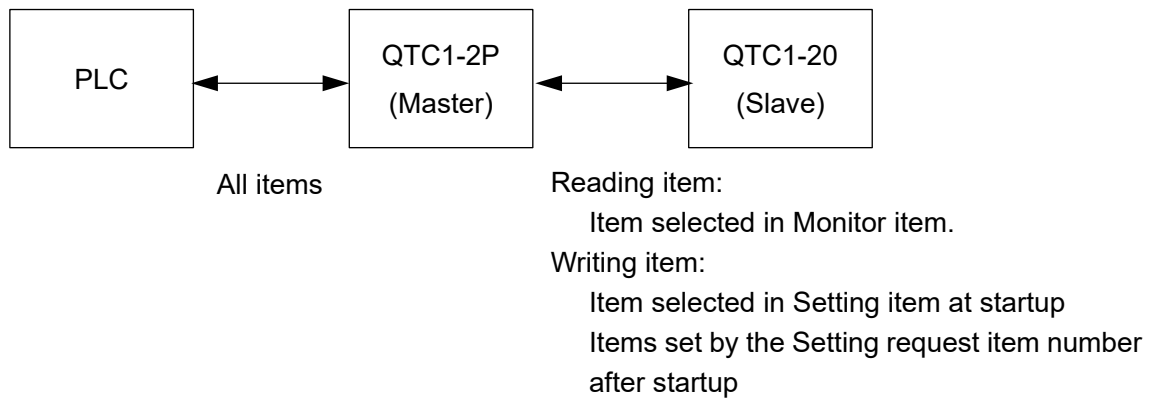 PLC
QTC1-2P
(Master)
QTC1-20
(Slave)
All items
Reading item:
Item selected in Monitor item.
Writing item:
Item selected in Setting item at startup
Items set by the Setting request item number
after startup